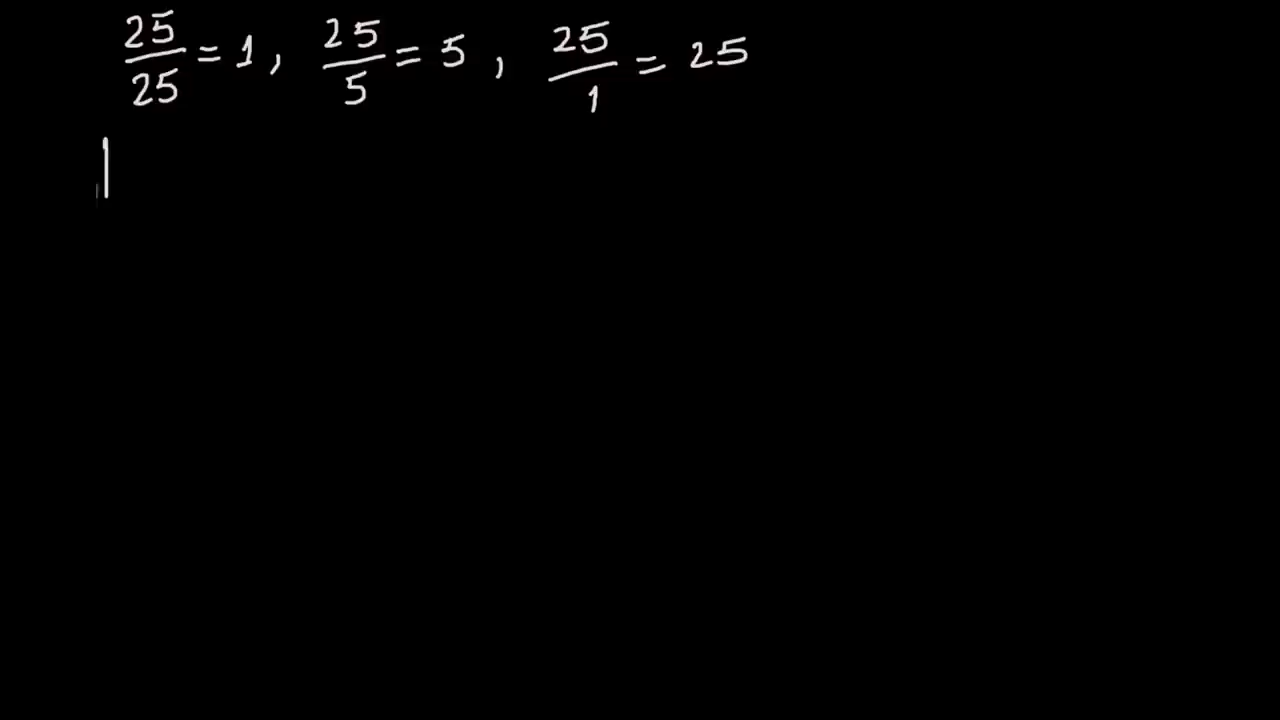 25/25 = 1, 25/5 = 5, 25/1 = 25